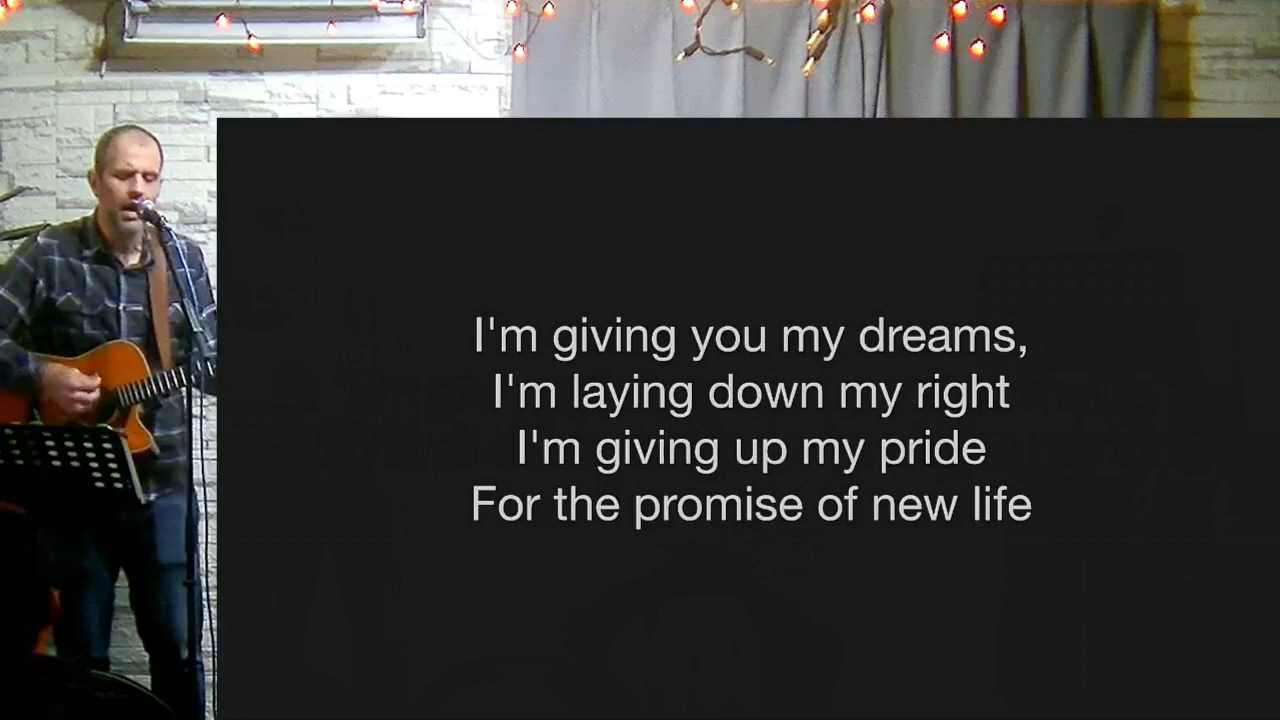 I'm giving you my dreams,
I'm laying down my right
I'm giving up my pride
For the promise of new life